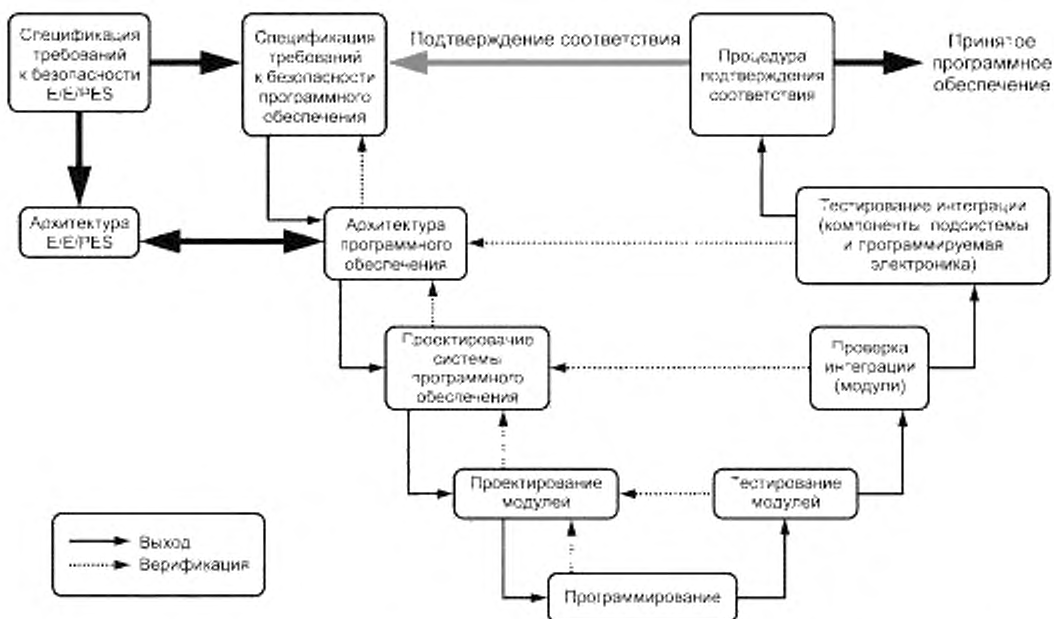 Спецификация
требований
к безопасности
E/E/PES
Спецификация
требований
к безопасности
программного
обеспечения
Подтверждение соответствия
Процедура
подтверждения
соответствия
Принятое
программное
обеспечение
Архитектура
E/E/PES
Архитектура
программного
обеспечения
Тестирование интеграции
(компоненты подсистемы
и программируемая
электроника)
Проектирование
системы
программного
обеспечения
Проверка
интеграции
(модули)
Проектирование
модулей
Тестирование
модулей
Программирование
Выход
Верификация